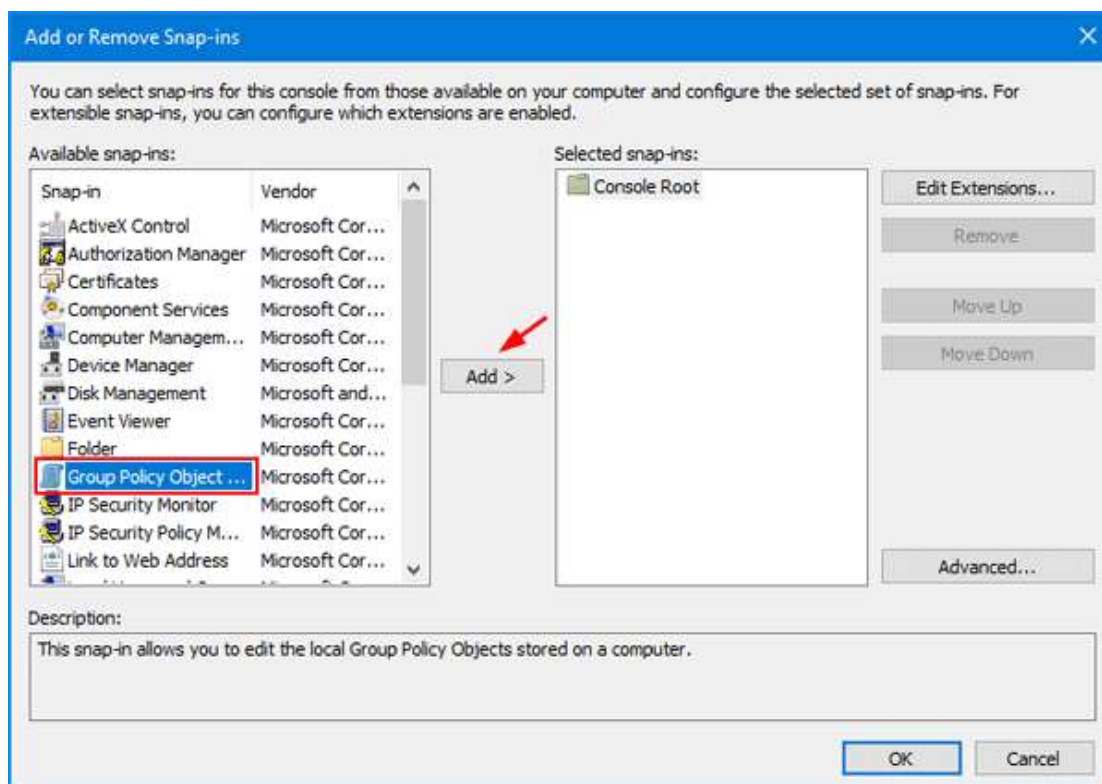 Add or Remove Snap-ins
You can select snap-ins for this console from those available on your computer and configure the selected set of snap-ins. For
extensible snap-ins, you can configure which extensions are enabled.
Available snap-ins:
Selected snap-ins:
Snap-in Vendor
ActiveX Control Microsoft Cor...
Authorization Manager Microsoft Cor...
Certificates Microsoft Cor...
Component Services Microsoft Cor...
Computer Managem... Microsoft Cor...
Device Manager Microsoft Cor...
Disk Management Microsoft and...
Event Viewer Microsoft Cor...
Folder Microsoft Cor...
Group Policy Object ... Microsoft Cor...
IP Security Monitor Microsoft Cor...
IP Security Policy M... Microsoft Cor...
Link to Web Address Microsoft Cor...
Add >
Console Root
Edit Extensions...
Remove
Move Up
Move Down
Advanced...
Description:
This snap-in allows you to edit the local Group Policy Objects stored on a computer.
OK
Cancel